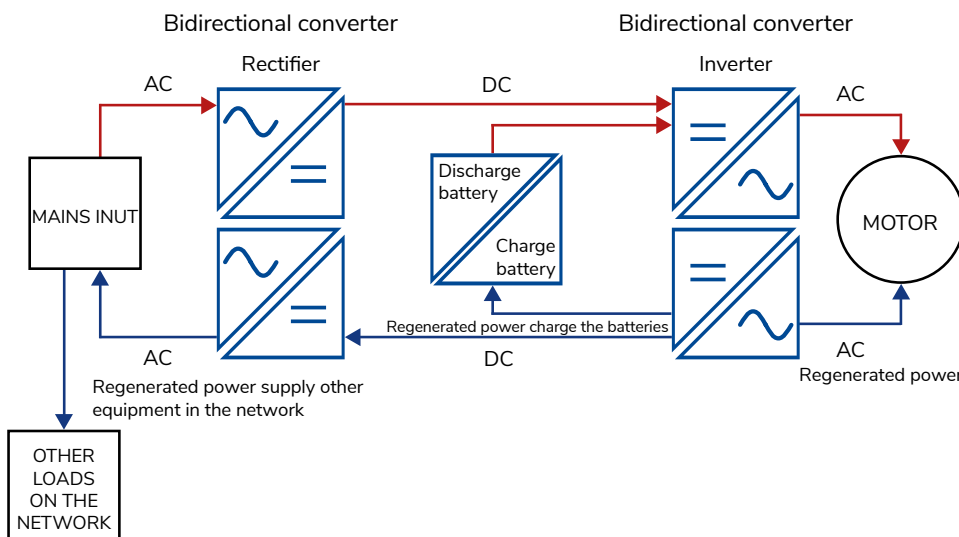 Bidirectional converter
Bidirectional converter
Rectifier
Inverter
AC
DC
AC
Discharge
battery
Charge
battery
MAINS INUT
MOTOR
Regenerated power charge the batteries
AC
DC
AC
Regenerated power
Regenerated power supply other
equipment in the network
OTHER
LOADS
ON THE
NETWORK